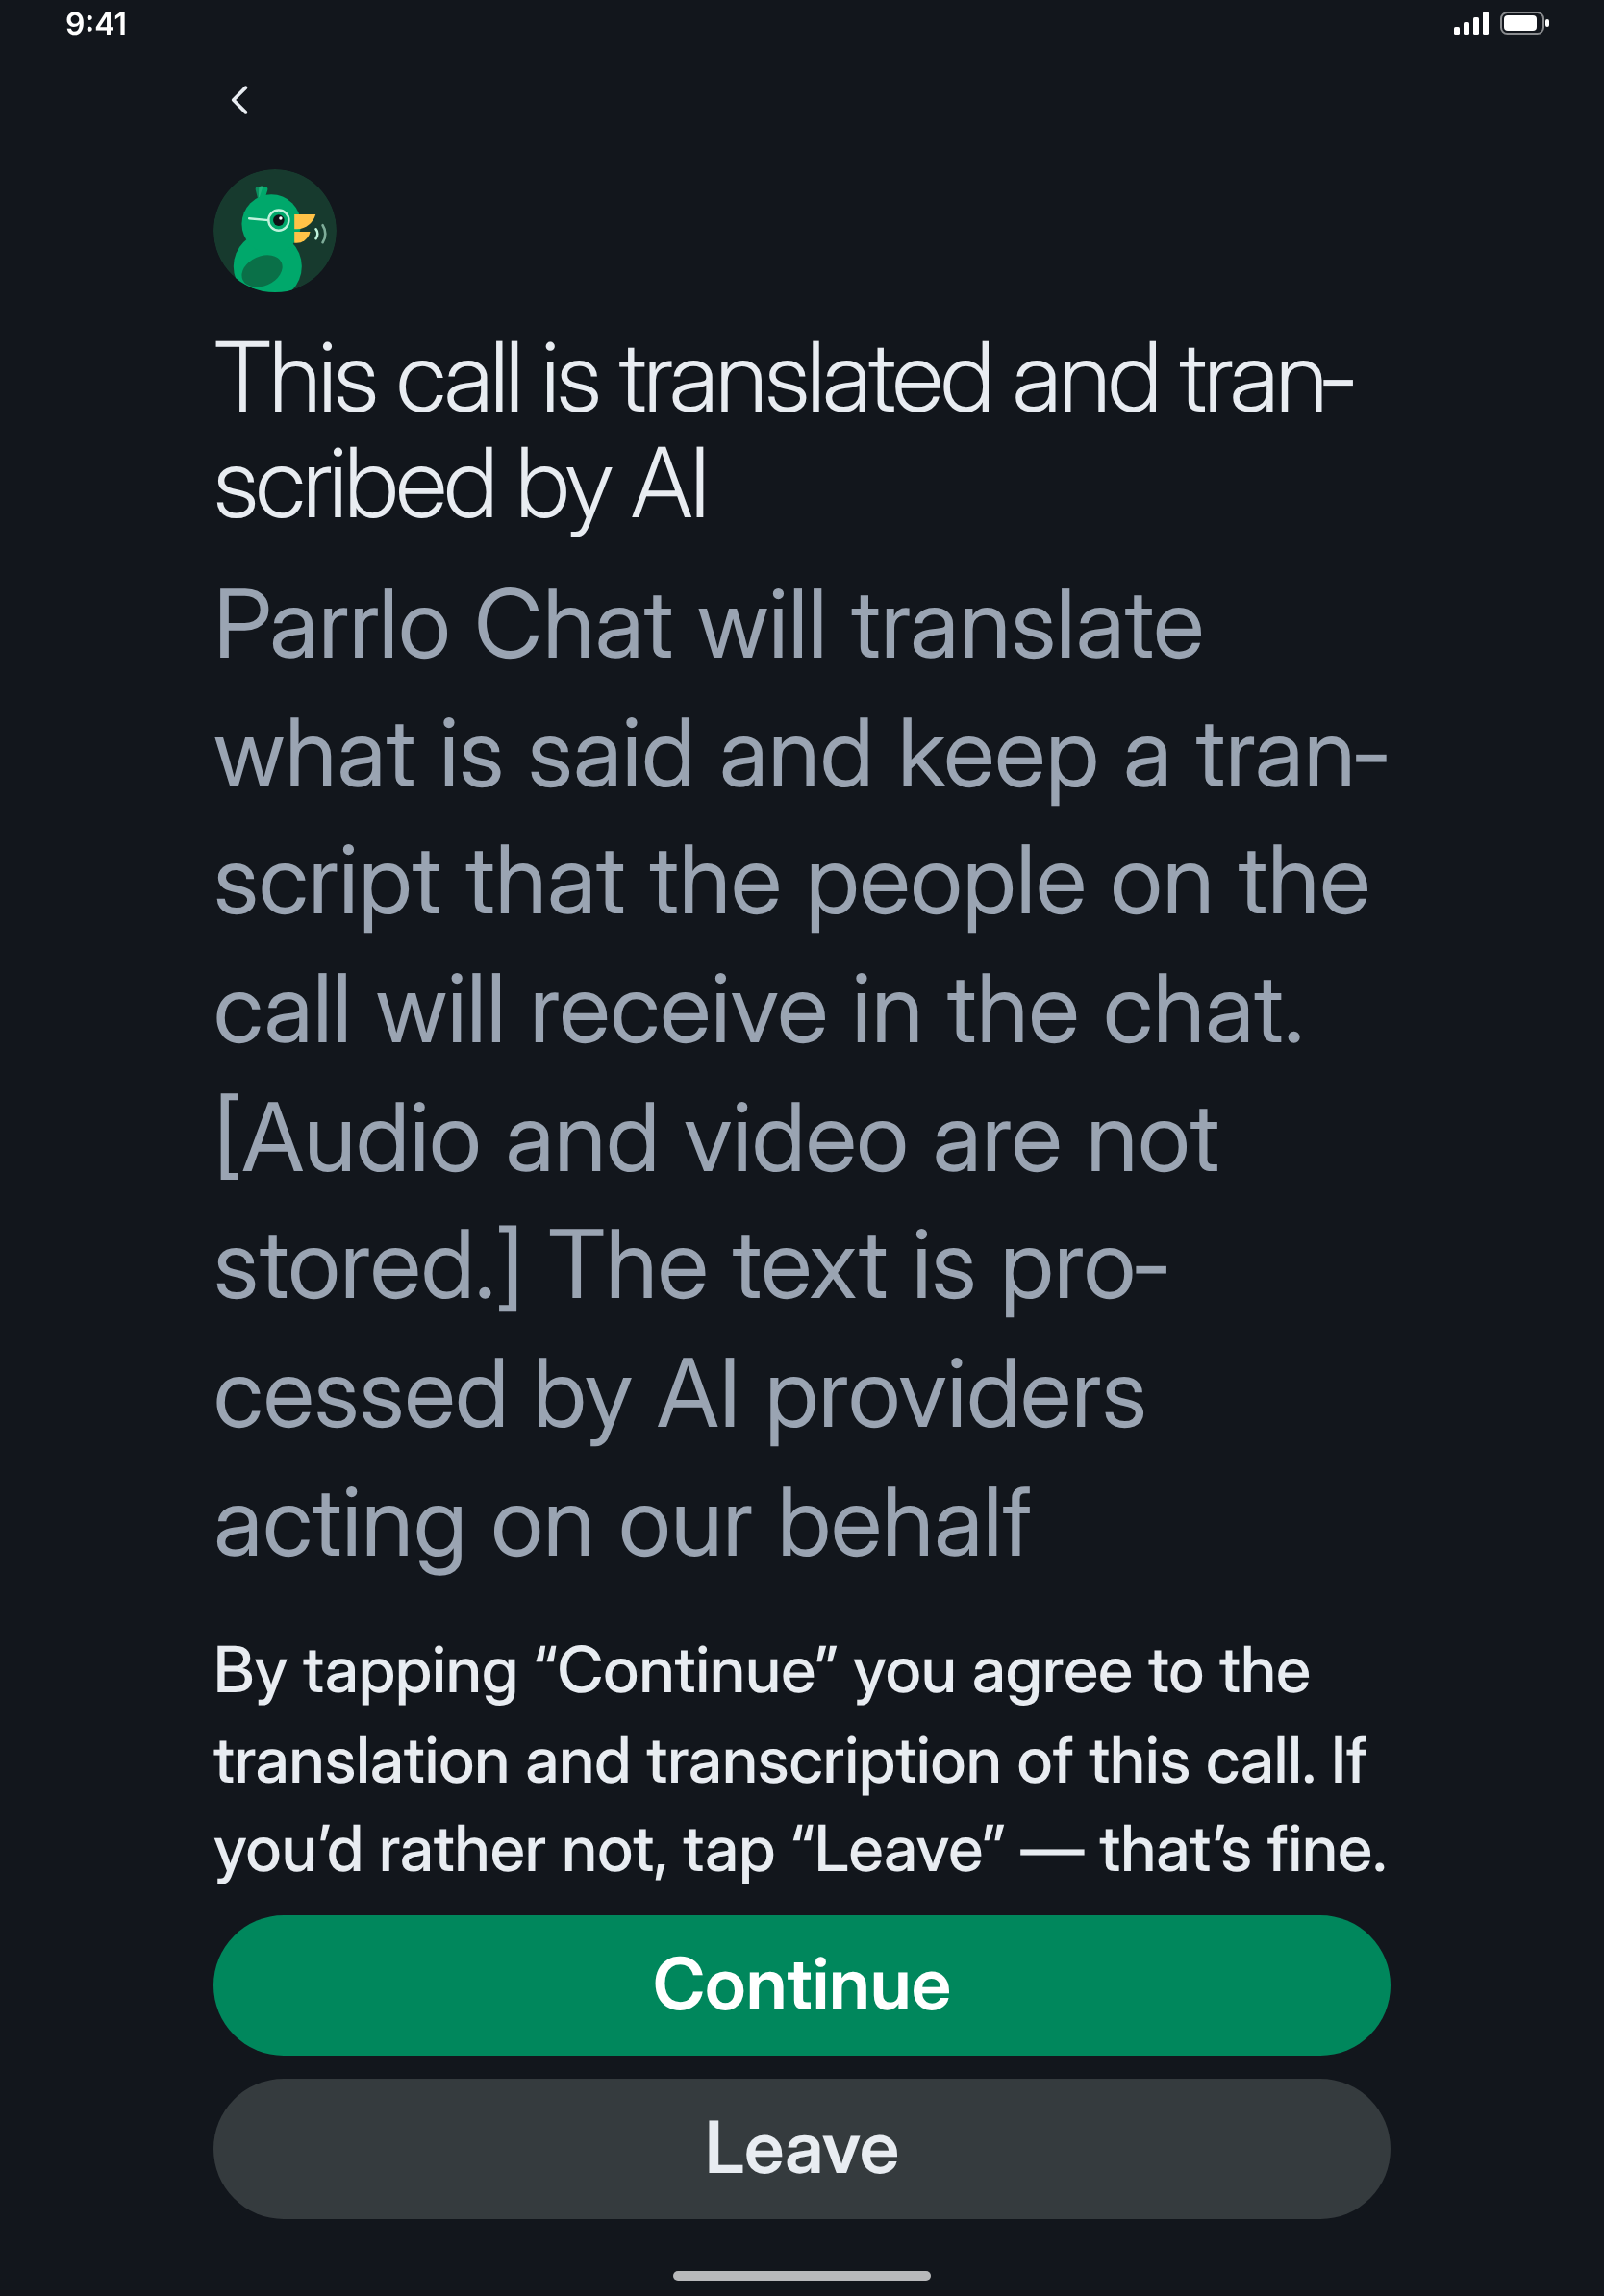 9:41
This call is translated and tran-
scribed by AI
Parrlo Chat will translate
what is said and keep a tran-
script that the people on the
call will receive in the chat.
[Audio and video are not
stored.] The text is pro-
cessed by AI providers
acting on our behalf
By tapping “Continue” you agree to the
translation and transcription of this call. If
you’d rather not, tap “Leave” — that’s fine.
Continue
Leave